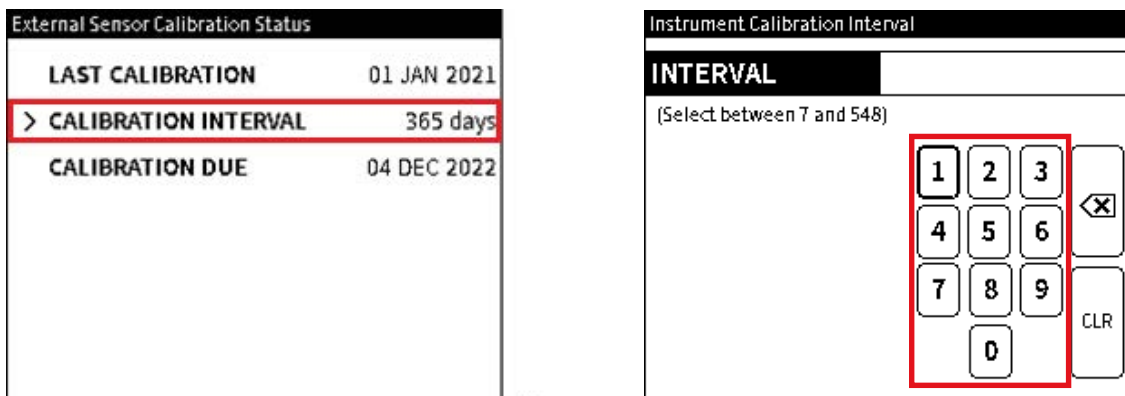 External Sensor Calibration Status
LAST CALIBRATION 01 JAN 2021
> CALIBRATION INTERVAL 365 days
CALIBRATION DUE 04 DEC 2022
Instrument Calibration Interval
INTERVAL
(Select between 7 and 548)
1 2 3
4 5 6
7 8 9
CLR
0